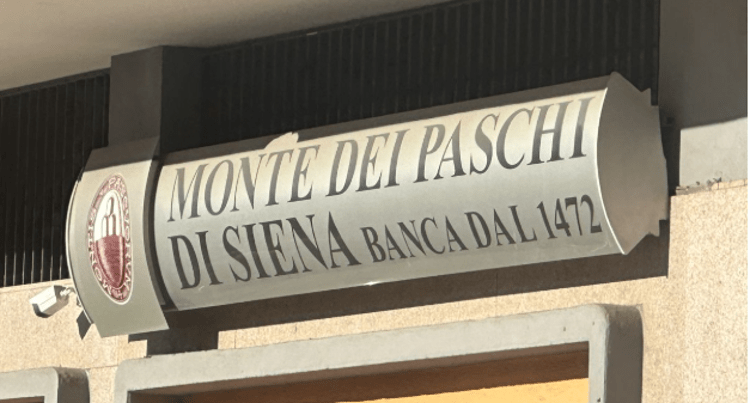 MONTE DEI PASCHI
DI SIENA BANCA DAL 1472